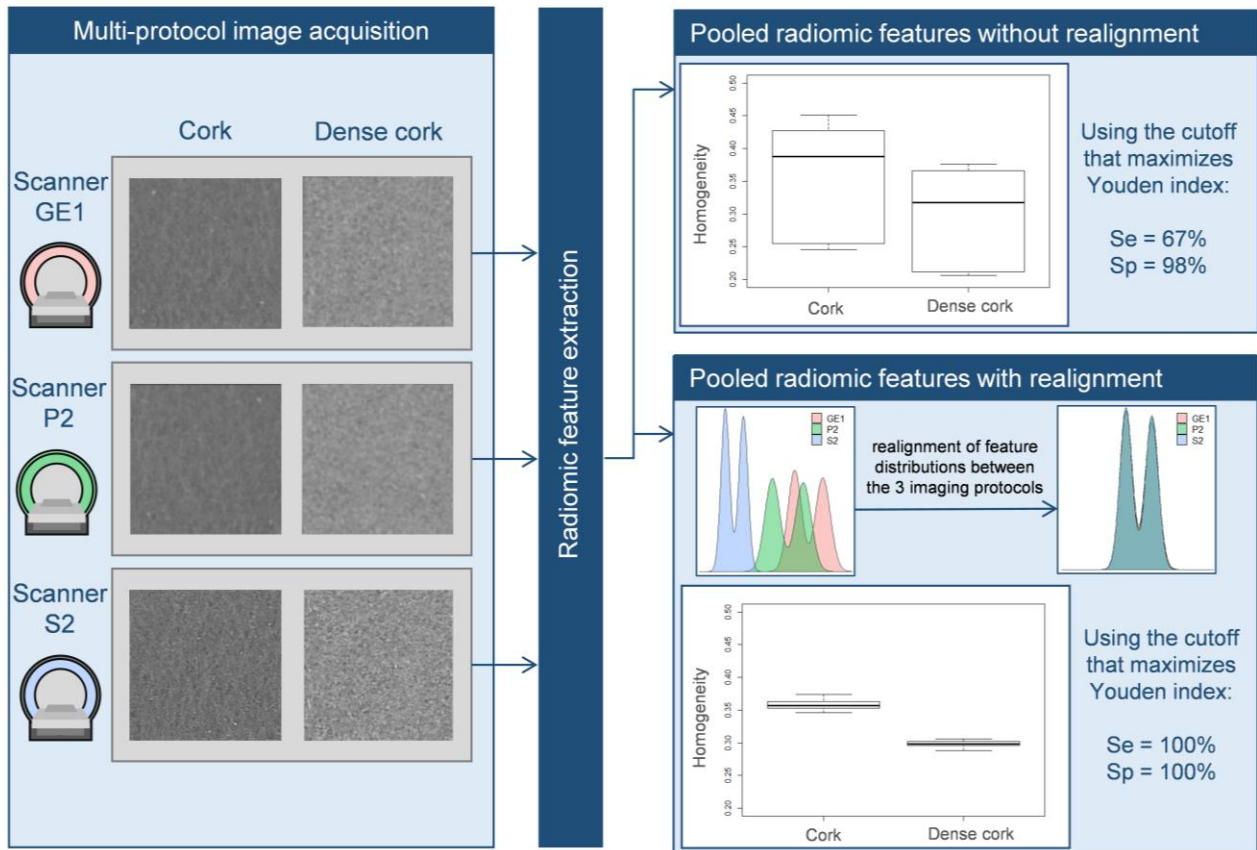 Multi-protocol image acquisition
Cork
Dense cork
Scanner
GE1
Scanner
P2
Scanner
S2
Radiomic feature extraction
Pooled radiomic features without realignment
Homogeneity
0.50
0.45
0.40
0.35
0.30
0.25
0.20
Cork
Dense cork
Using the cutoff
that maximizes
Youden index:
Se = 67%
Sp = 98%
Pooled radiomic features with realignment
GE1
P2
S2
realignment of feature
distributions between
the 3 imaging protocols
GE1
P2
S2
Homogeneity
0.50
0.45
0.40
0.35
0.30
0.25
0.20
Cork
Dense cork
Using the cutoff
that maximizes
Youden index:
Se = 100%
Sp = 100%